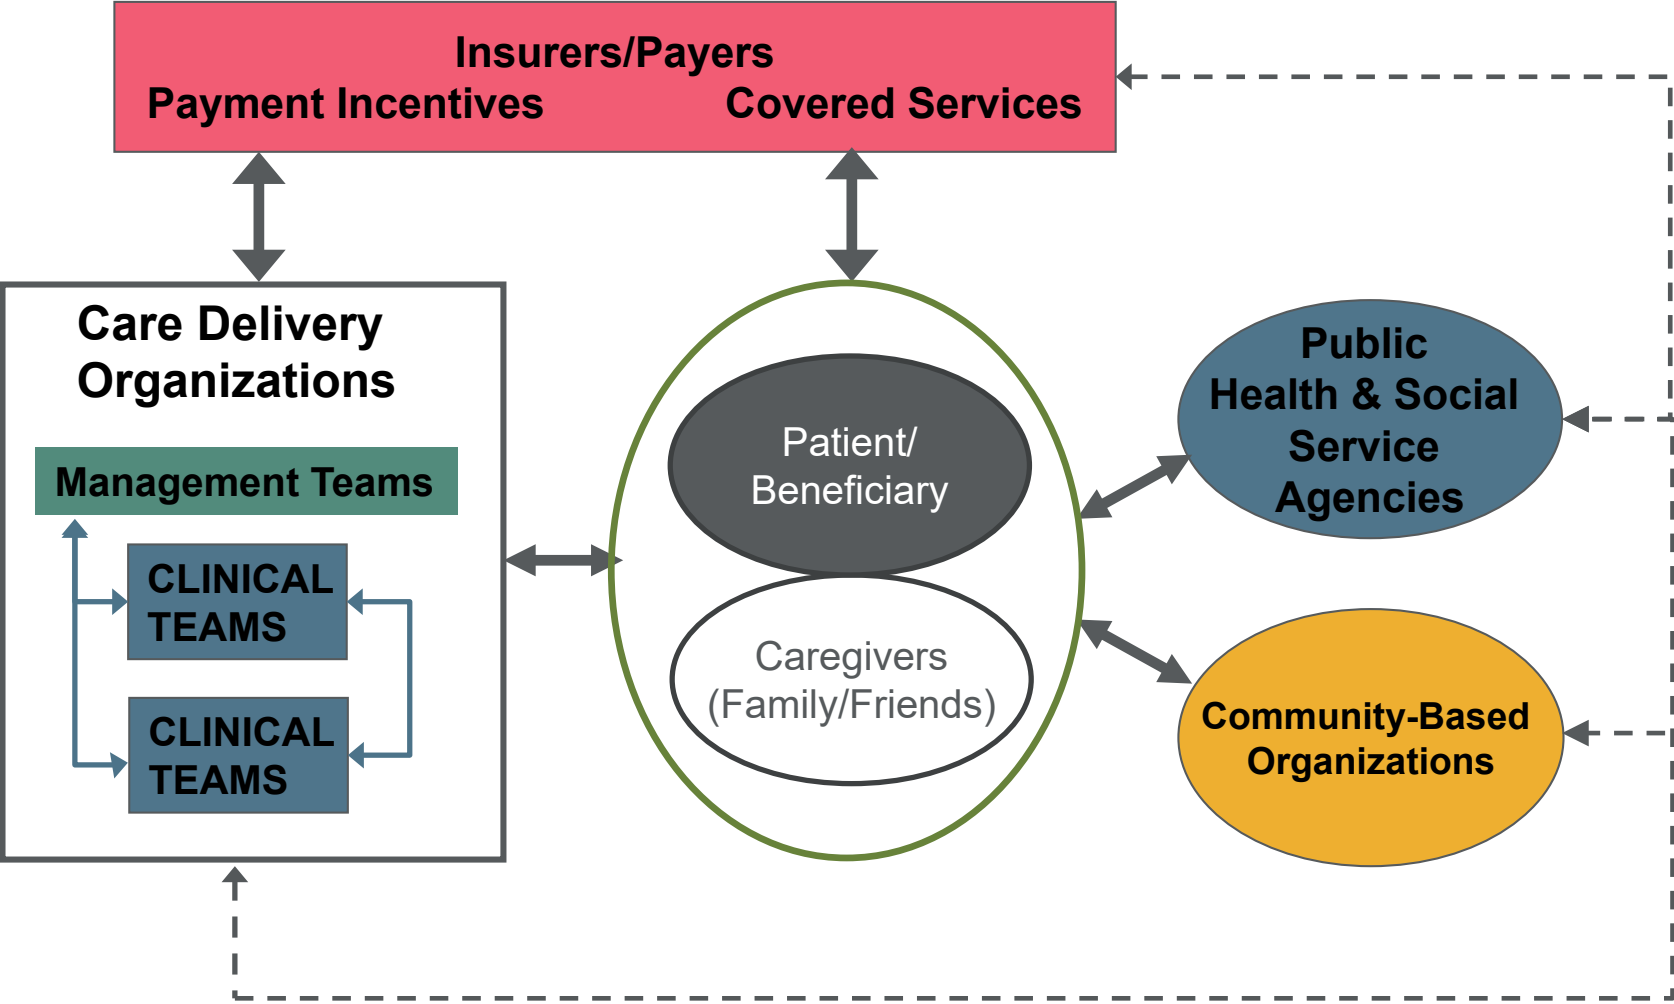 Insurers/Payers
Payment Incentives Covered Services
Care Delivery
Organizations
Management Teams
CLINICAL
TEAMS
CLINICAL
TEAMS
Patient/
Beneficiary
Caregivers
(Family/Friends)
Public
Health & Social
Service
Agencies
Community-Based
Organizations